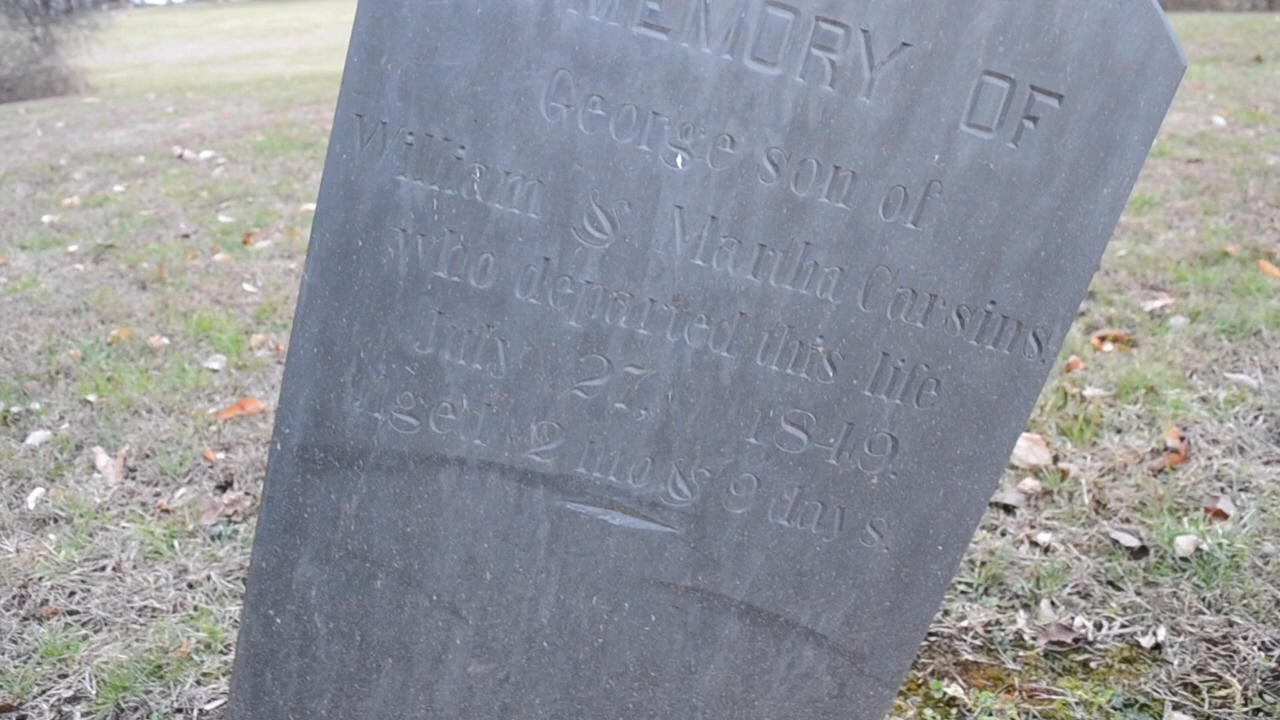 MEMORY OF
George son of
William & Martha Carsins.
who departed this life
July 27, 1849.
Aged 2 mo & 9 days.